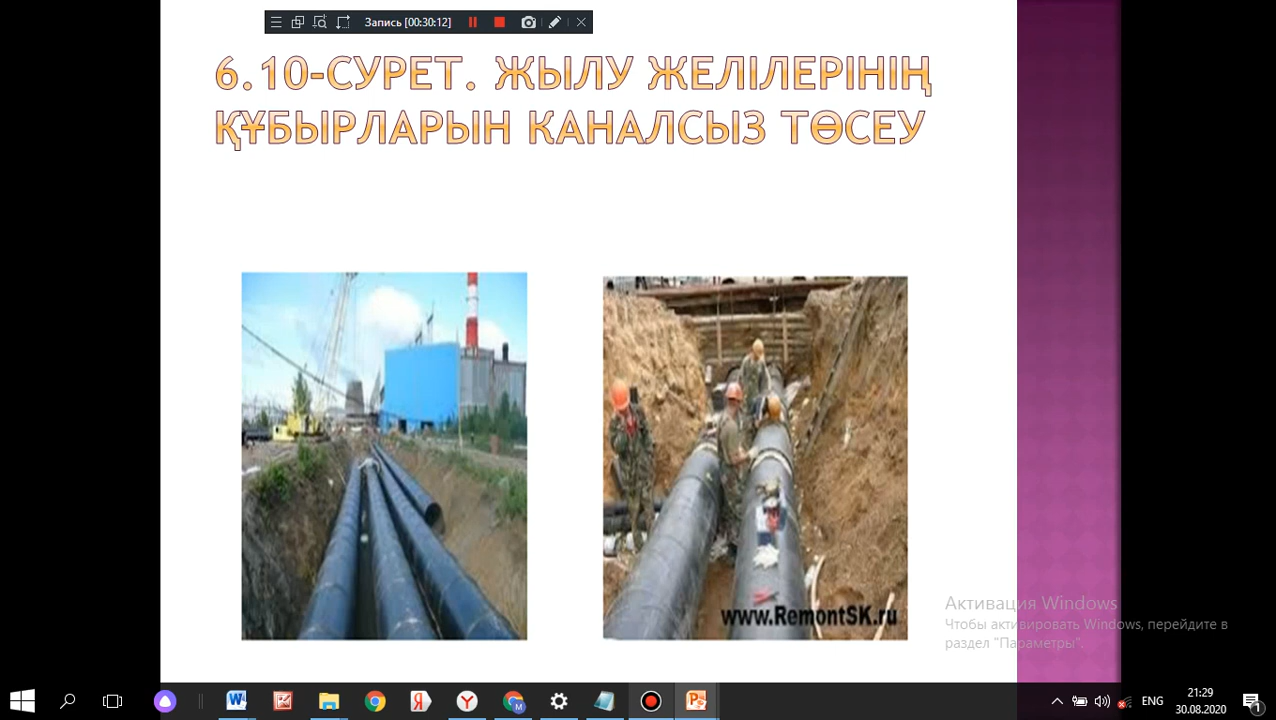 Запись [00:30:12]
6.10-СУРЕТ. ЖЫЛУ ЖЕЛІЛЕРІНІҢ
ҚҰБЫРЛАРЫН КАНАЛСЫЗ ТӨСЕУ
www.RemontSK.ru
Активация Windows
Чтобы активировать Windows, перейдите в
раздел "Параметры".
ENG
21:29
30.08.2020
1